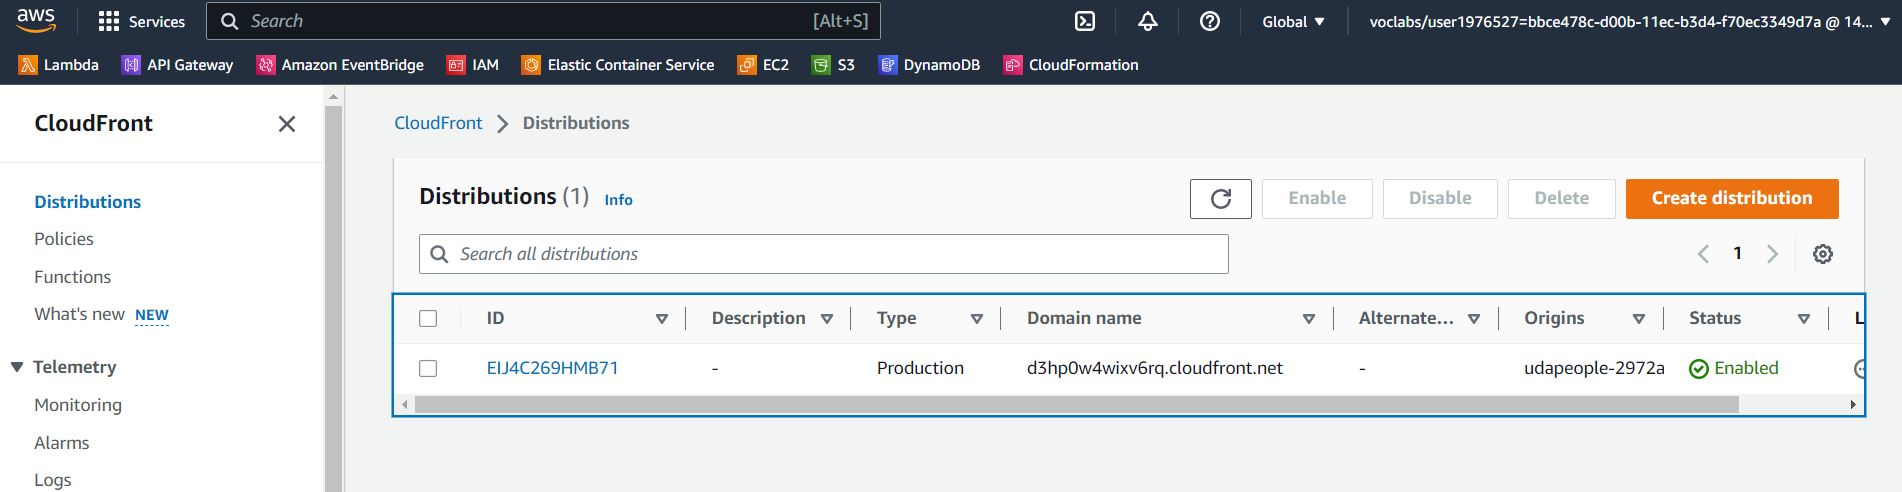 aws
Services
Search [Alt+S]
Global
voclabs/user1976527=bbce478c-d00b-11ec-b3d4-f70ec3349d7a @ 14...
Lambda API Gateway Amazon EventBridge IAM Elastic Container Service EC2 S3 DynamoDB CloudFormation
CloudFront
Distributions
Policies
Functions
What's new NEW
Telemetry
Monitoring
Alarms
Logs
CloudFront Distributions
Distributions (1) Info
Enable Disable Delete Create distribution
Search all distributions
1
ID Description Type Domain name Alternate... Origins Status L
EIJ4C269HMB71 - Production d3hp0w4wixv6rq.cloudfront.net - udapeople-2972a Enabled